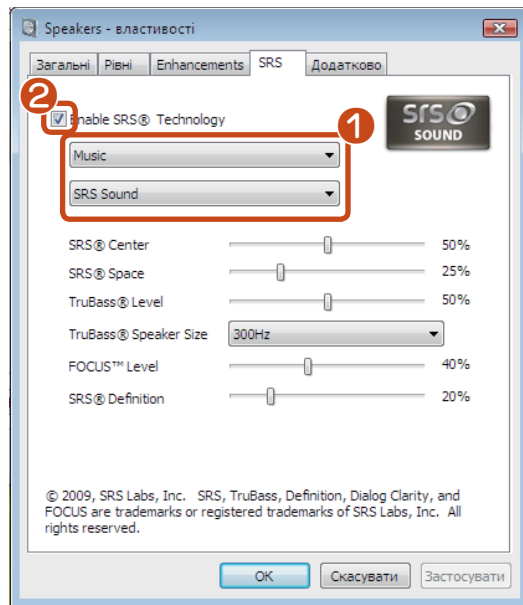 Speakers - властивості
Загальні Рівні Enhancements SRS Додатково
2
Enable SRS® Technology
1
SRS
SOUND
Music
SRS Sound
SRS® Center 50%
SRS® Space 25%
TruBass® Level 50%
TruBass® Speaker Size 300Hz
FOCUS™ Level 40%
SRS® Definition 20%
© 2009, SRS Labs, Inc. SRS, TruBass, Definition, Dialog Clarity, and
FOCUS are trademarks or registered trademarks of SRS Labs, Inc. All
rights reserved.
ОК Скасувати Застосувати